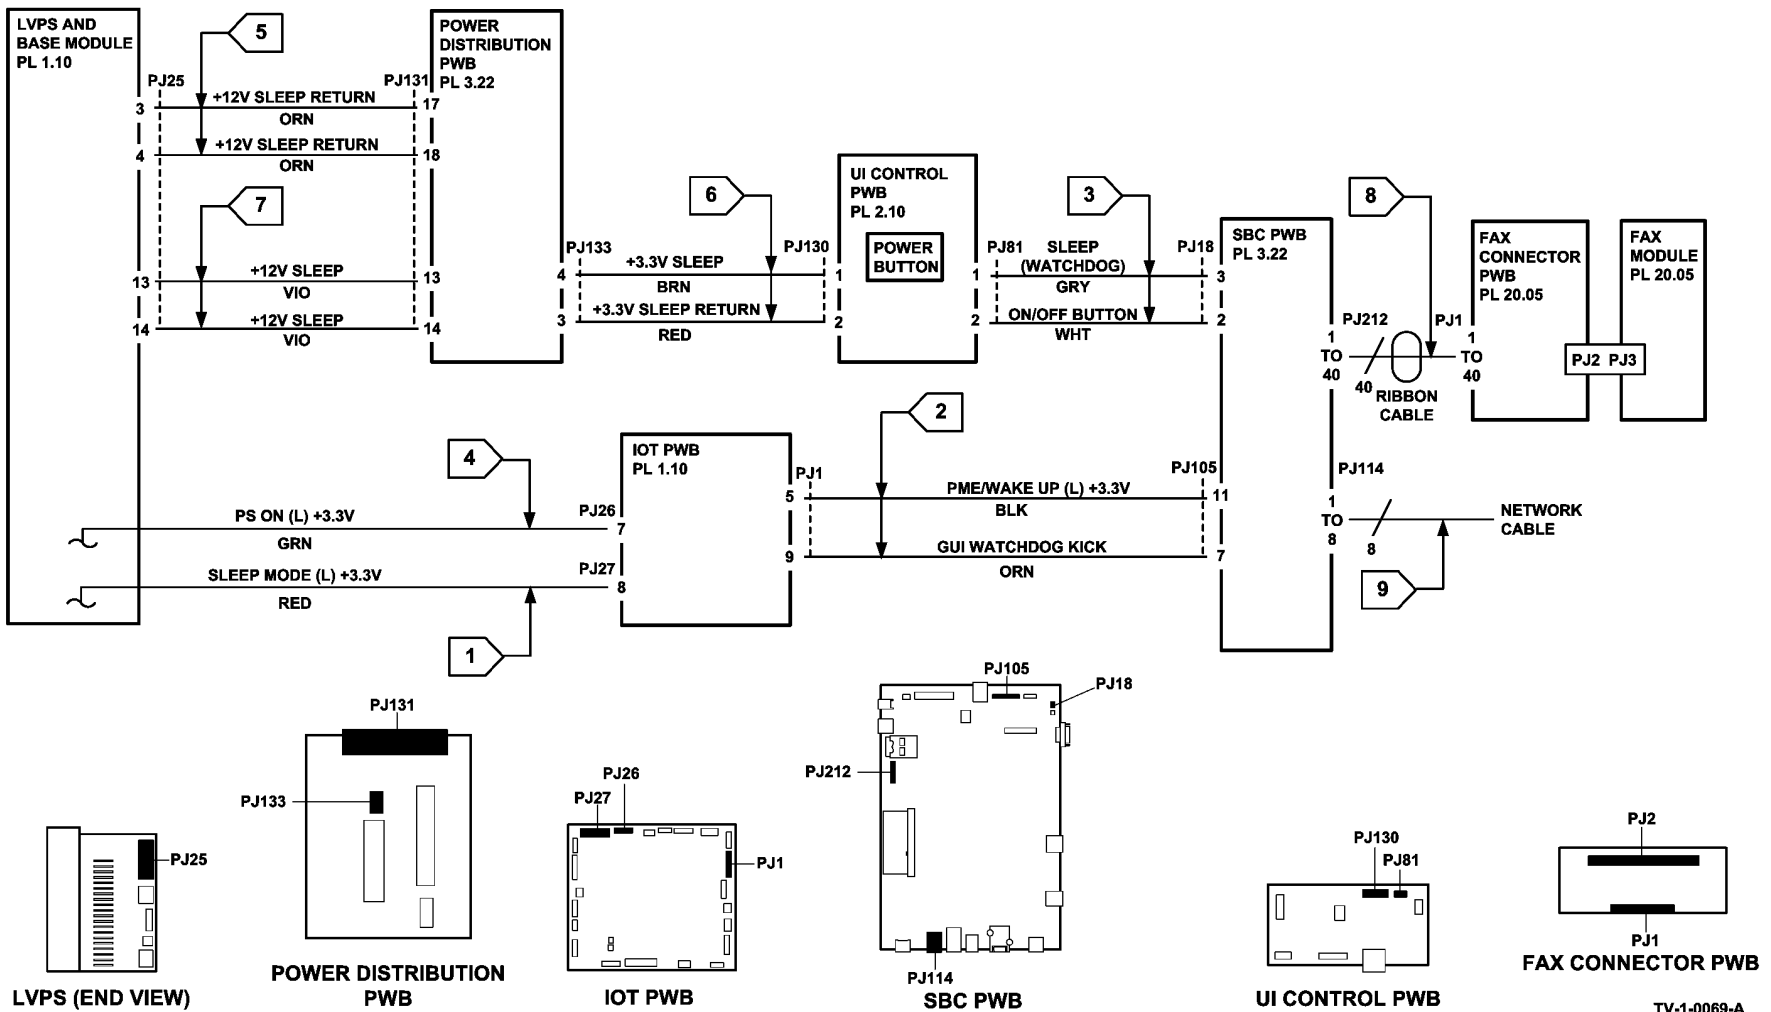 LVPS AND
BASE MODULE
PL 1.10
5
POWER
DISTRIBUTION
PWB
PL 3.22
PJ25
PJ131
3
+12V SLEEP RETURN
17
ORN
4
+12V SLEEP RETURN
18
ORN
7
13
+12V SLEEP
13
VIO
14
+12V SLEEP
14
VIO
6
PJ133
PJ130
4
+3.3V SLEEP
1
BRN
3
+3.3V SLEEP RETURN
2
RED
UI CONTROL
PWB
PL 2.10
POWER
BUTTON
3
PJ81
SLEEP
(WATCHDOG)
PJ18
1
3
GRY
2
ON/OFF BUTTON
2
WHT
SBC PWB
PL 3.22
8
PJ212
PJ1
1
TO
40
40
RIBBON
CABLE
1
TO
40
FAX
CONNECTOR
PWB
PL 20.05
PJ2 PJ3
FAX
MODULE
PL 20.05
4
PS ON (L) +3.3V
PJ26
7
GRN
SLEEP MODE (L) +3.3V
PJ27
8
RED
1
IOT PWB
PL 1.10
2
PJ1
PJ105
5
PME/WAKE UP (L) +3.3V
11
BLK
9
GUI WATCHDOG KICK
7
ORN
PJ114
1
TO
8
8
NETWORK
CABLE
9
PJ25
LVPS (END VIEW)
PJ131
PJ133
POWER DISTRIBUTION
PWB
PJ26
PJ27
PJ1
IOT PWB
PJ105
PJ18
PJ212
PJ114
SBC PWB
PJ130
PJ81
UI CONTROL PWB
PJ2
PJ1
FAX CONNECTOR PWB
TV-1-0069-A